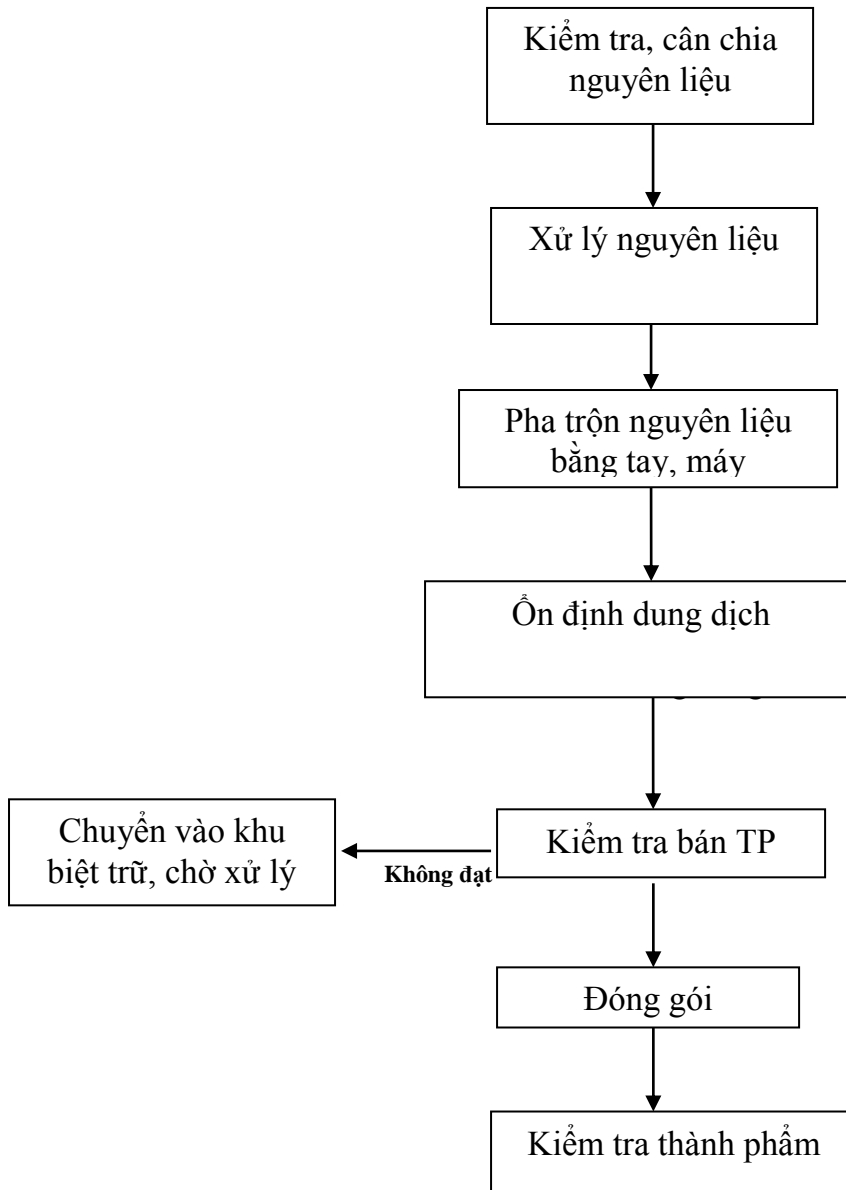 Kiểm tra, cân chia
nguyên liệu
Xử lý nguyên liệu
Pha trộn nguyên liệu
bằng tay, máy
Ổn định dung dịch
Chuyển vào khu
biệt trữ, chờ xử lý
Không đạt
Kiểm tra bán TP
Đóng gói
Kiểm tra thành phẩm